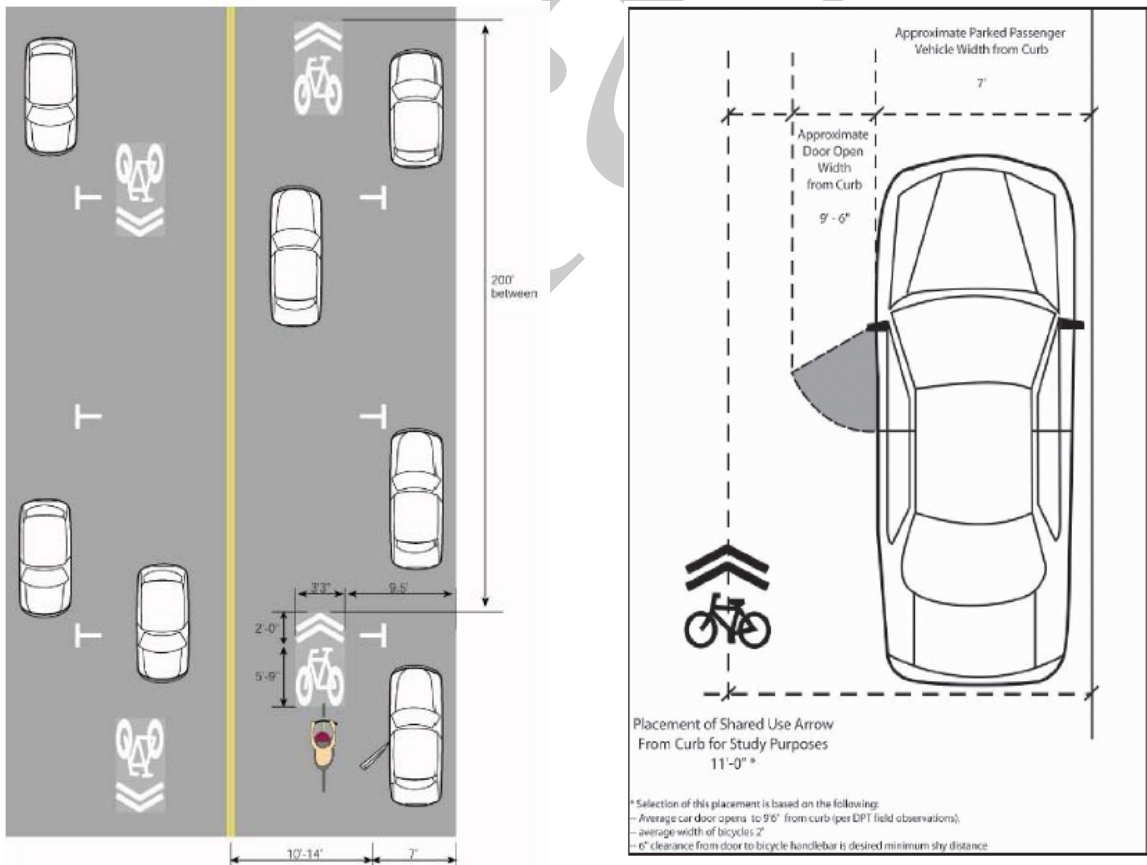 200'
between
3'3"
9.5'
2'-0"
5'-9"
10'-14'
7'
Approximate Parked Passenger
Vehicle Width from Curb
7'
Approximate
Door Open
Width
from Curb
9' - 6"
Placement of Shared Use Arrow
From Curb for Study Purposes
11'-0" *
* Selection of this placement is based on the following:
-- Average car door opens to 9'6" from curb (per DPT field observations),
-- average width of bicycles 2'
-- 6" clearance from door to bicycle handlebar is desired minimum shy distance